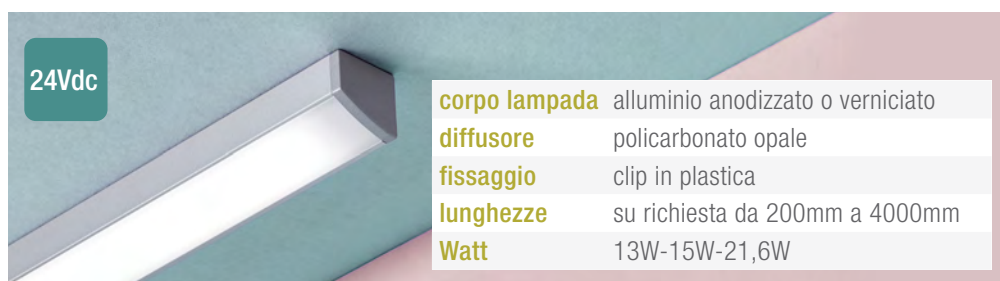 24Vdc
corpo lampada alluminio anodizzato o verniciato
diffusore policarbonato opale
fissaggio clip in plastica
lunghezze su richiesta da 200mm a 4000mm
Watt 13W-15W-21,6W